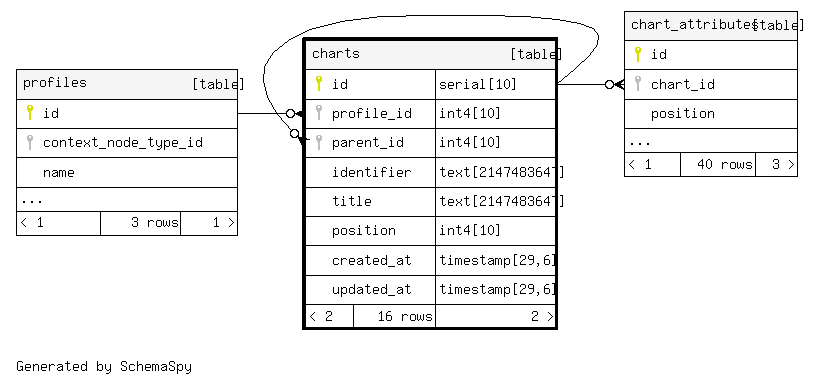 profiles [table]
id
context_node_type_id
name
...
< 1 3 rows 1 >
charts [table]
id serial[10]
profile_id int4[10]
parent_id int4[10]
identifier text[2147483647]
title text[2147483647]
position int4[10]
created_at timestamp[29,6]
updated_at timestamp[29,6]
< 2 16 rows 2 >
chart_attributes [table]
id
chart_id
position
...
< 1 40 rows 3 >
Generated by SchemaSpy